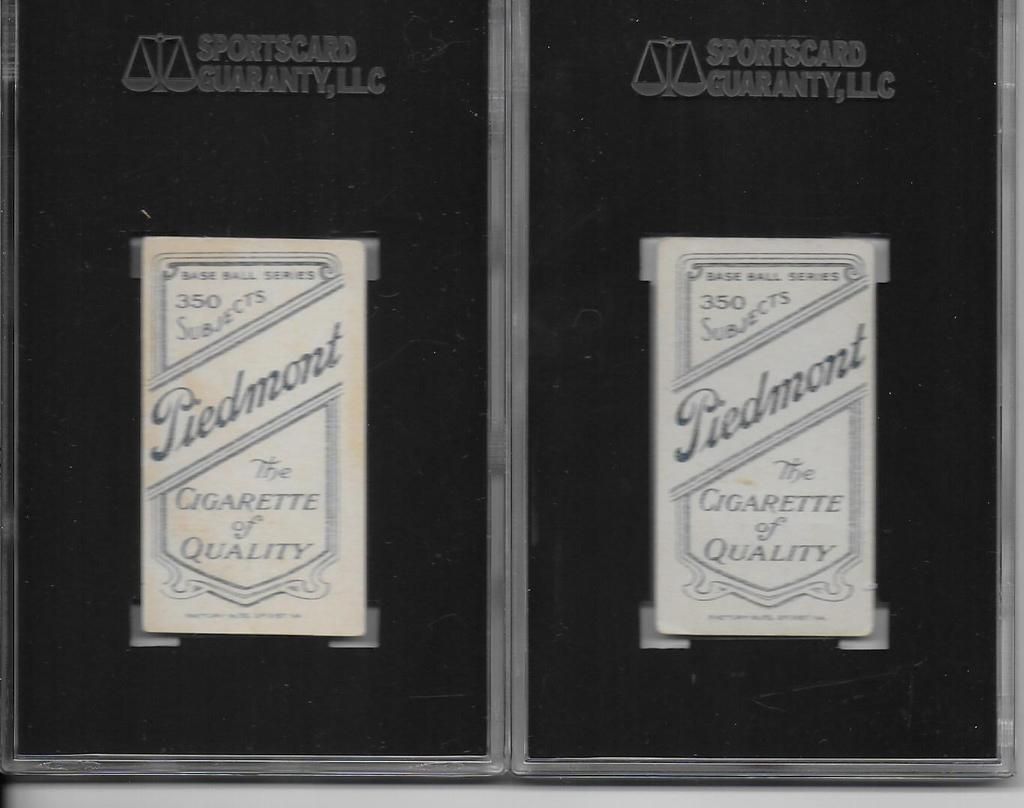 SPORTSCARD
GUARANTY, LLC
BASE BALL SERIES
350
SUBJECTS
Piedmont
The
CIGARETTE
of
QUALITY
SPORTSCARD
GUARANTY, LLC
BASE BALL SERIES
350
SUBJECTS
Piedmont
The
CIGARETTE
of
QUALITY